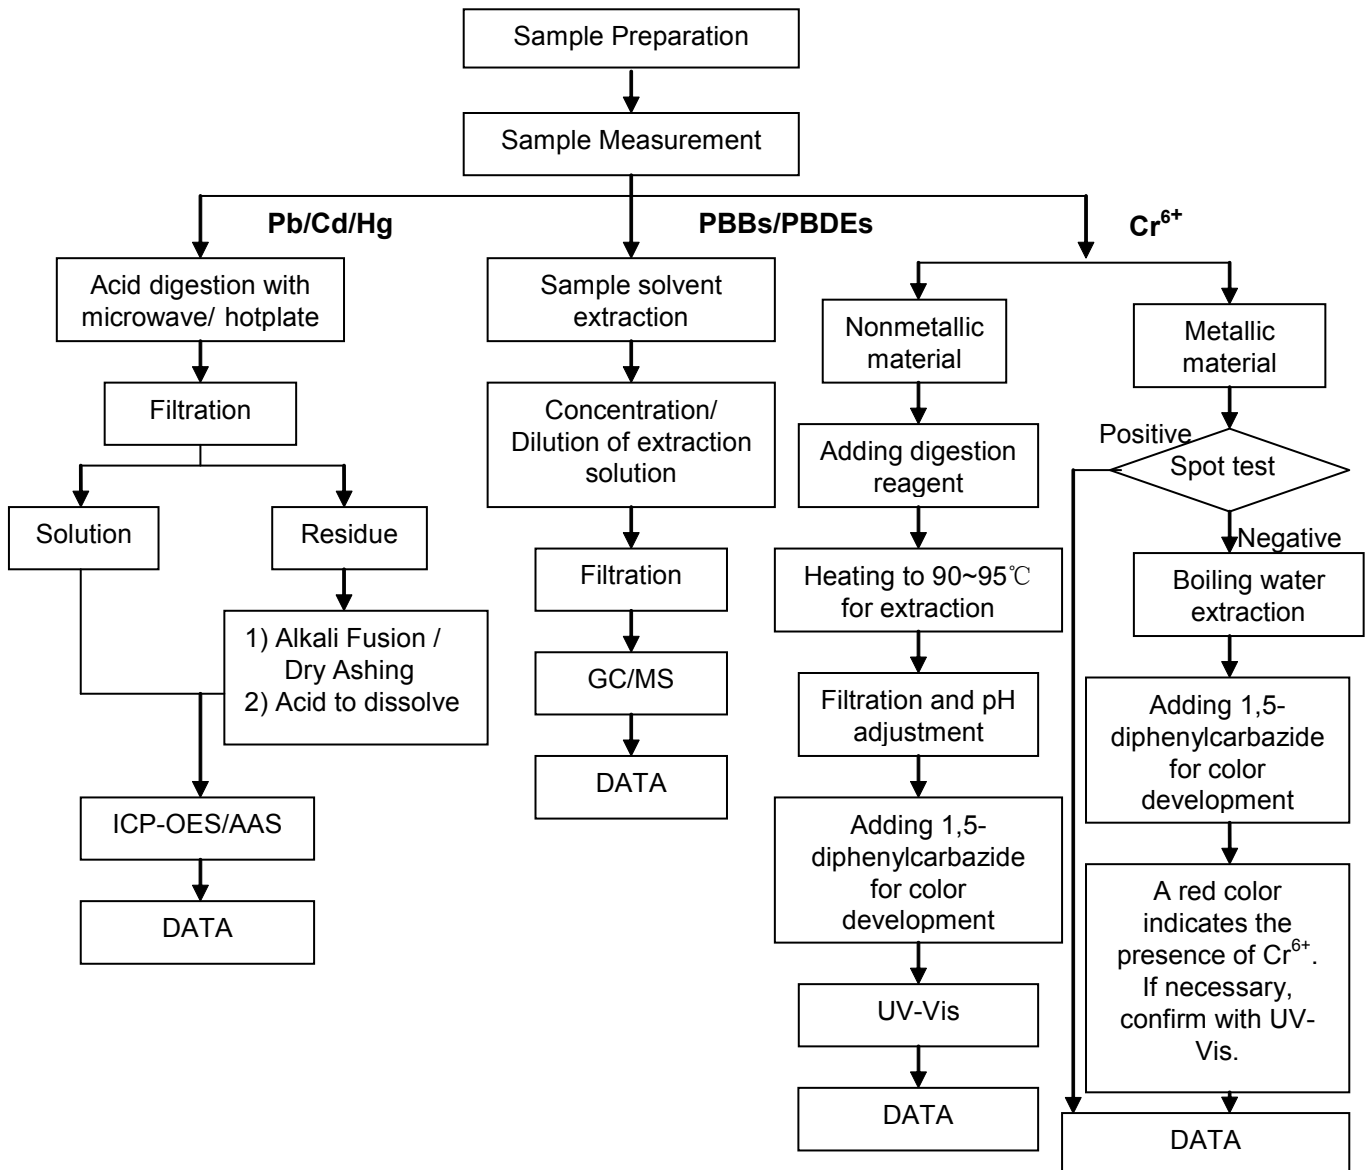 Sample Preparation
Sample Measurement
Pb/Cd/Hg
PBBs/PBDEs
Cr6+
Acid digestion with
microwave/ hotplate
Filtration
Solution
Residue
1) Alkali Fusion /
Dry Ashing
2) Acid to dissolve
ICP-OES/AAS
DATA
Sample solvent
extraction
Concentration/
Dilution of extraction
solution
Filtration
GC/MS
DATA
Nonmetallic
material
Adding digestion
reagent
Heating to 90~95℃
for extraction
Filtration and pH
adjustment
Adding 1,5-
diphenylcarbazide
for color
development
UV-Vis
DATA
Metallic
material
Positive
Spot test
Negative
Boiling water
extraction
Adding 1,5-
diphenylcarbazide
for color
development
A red color
indicates the
presence of Cr6+.
If necessary,
confirm with UV-
Vis.
DATA